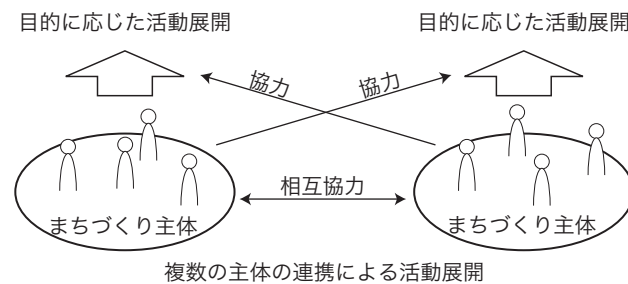 目的に応じた活動展開
目的に応じた活動展開
協力
協力
相互協力
まちづくり主体
まちづくり主体
複数の主体の連携による活動展開